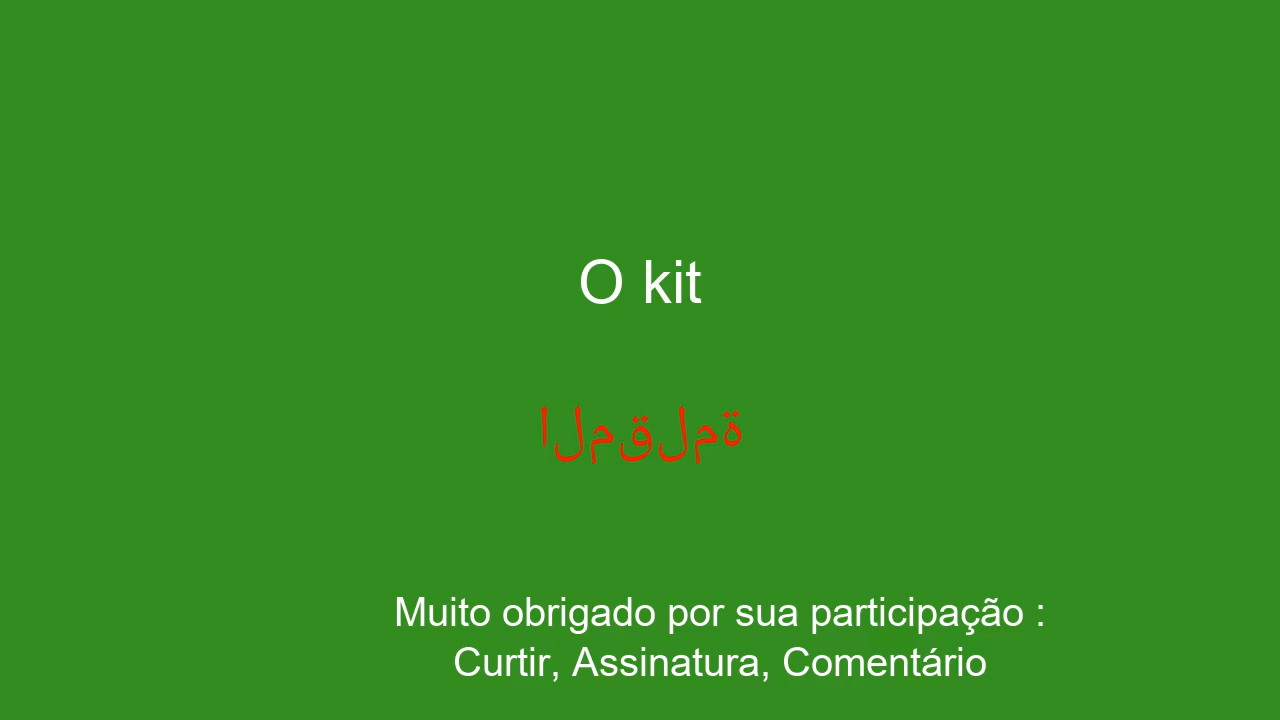 O kit
المقلمة
Muito obrigado por sua participação :
Curtir, Assinatura, Comentário